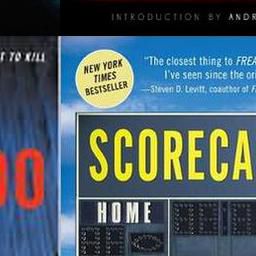 INTRODUCTION BY ANDR
T TO KILL
OO
NEW YORK
TIMES
BESTSELLER
"The closest thing to FREA
I've seen since the ori
—Steven D. Levitt, coauthor of F
SCORECA
HOME